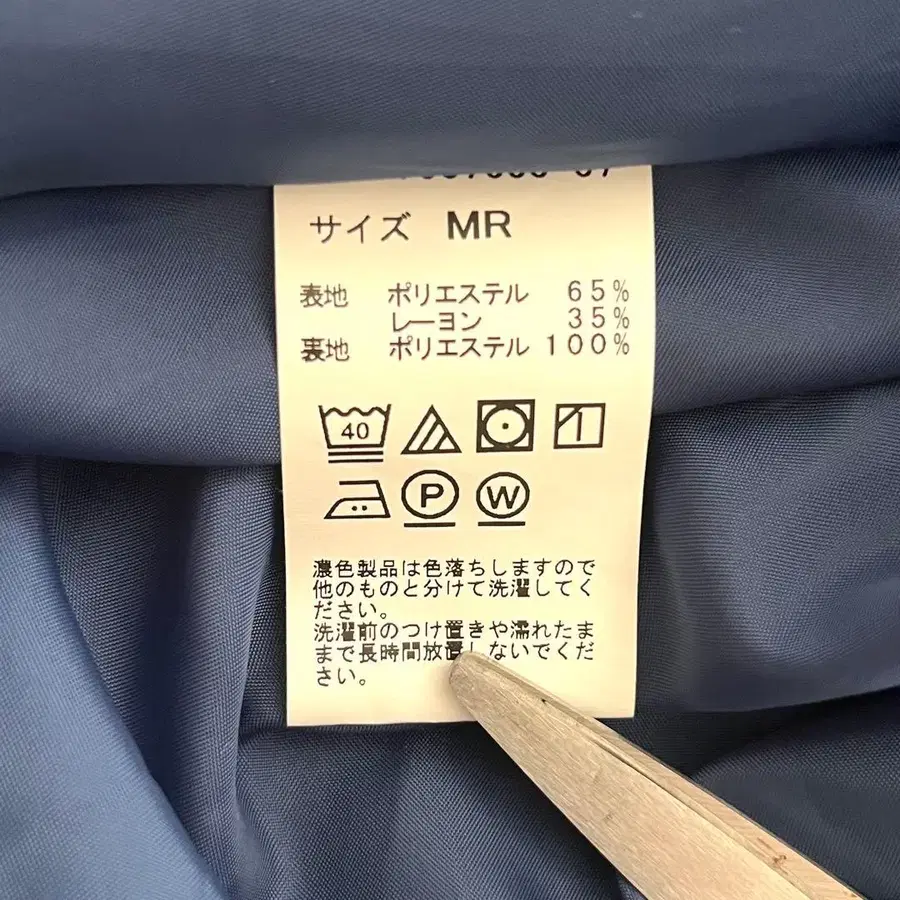 サイズ MR
表地 ポリエステル 65%
レーヨン 35%
裏地 ポリエステル 100%
40
P W
濃色製品は色落ちしますので
他のものと分けて洗濯してく
ださい。
洗濯前のつけ置きや濡れたま
まで長時間放置しないでくだ
さい。